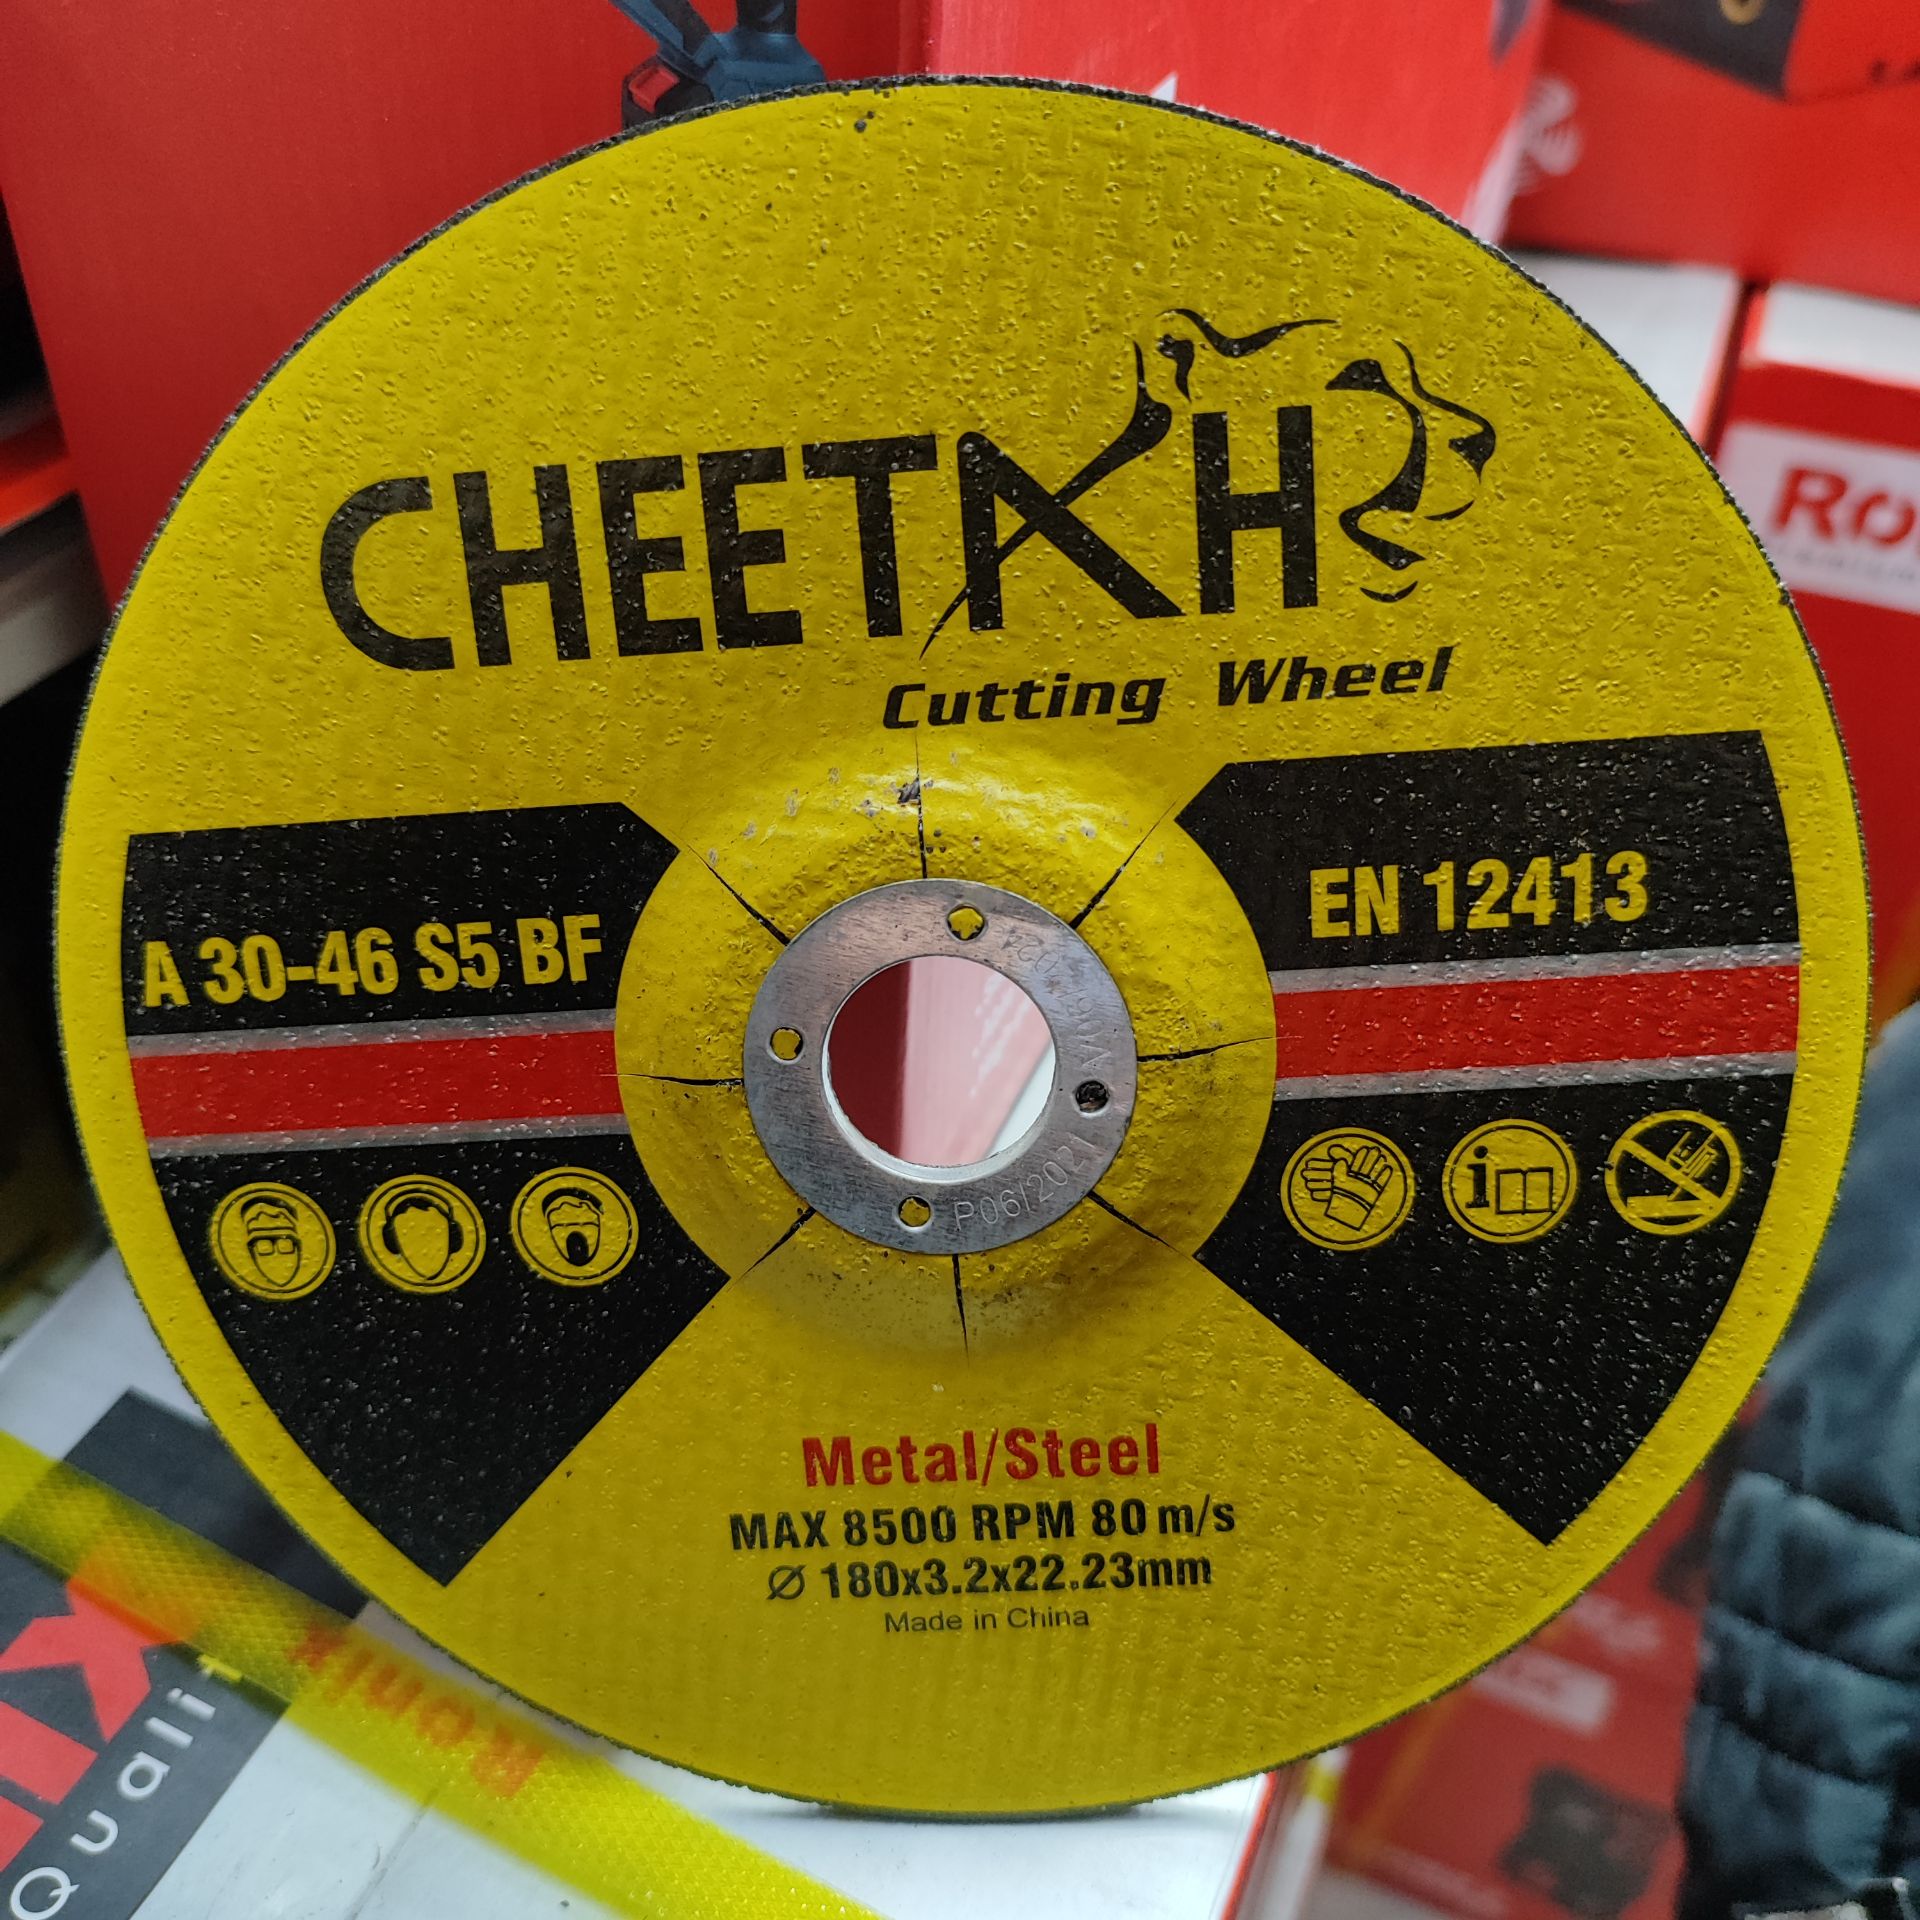 CHEETAH
Cutting Wheel
A 30-46 S5 BF
EN 12413
P06/2021
Metal/Steel
MAX 8500 RPM 80 m/s
Ø 180x3.2x22.23mm
Made in China
Ronix